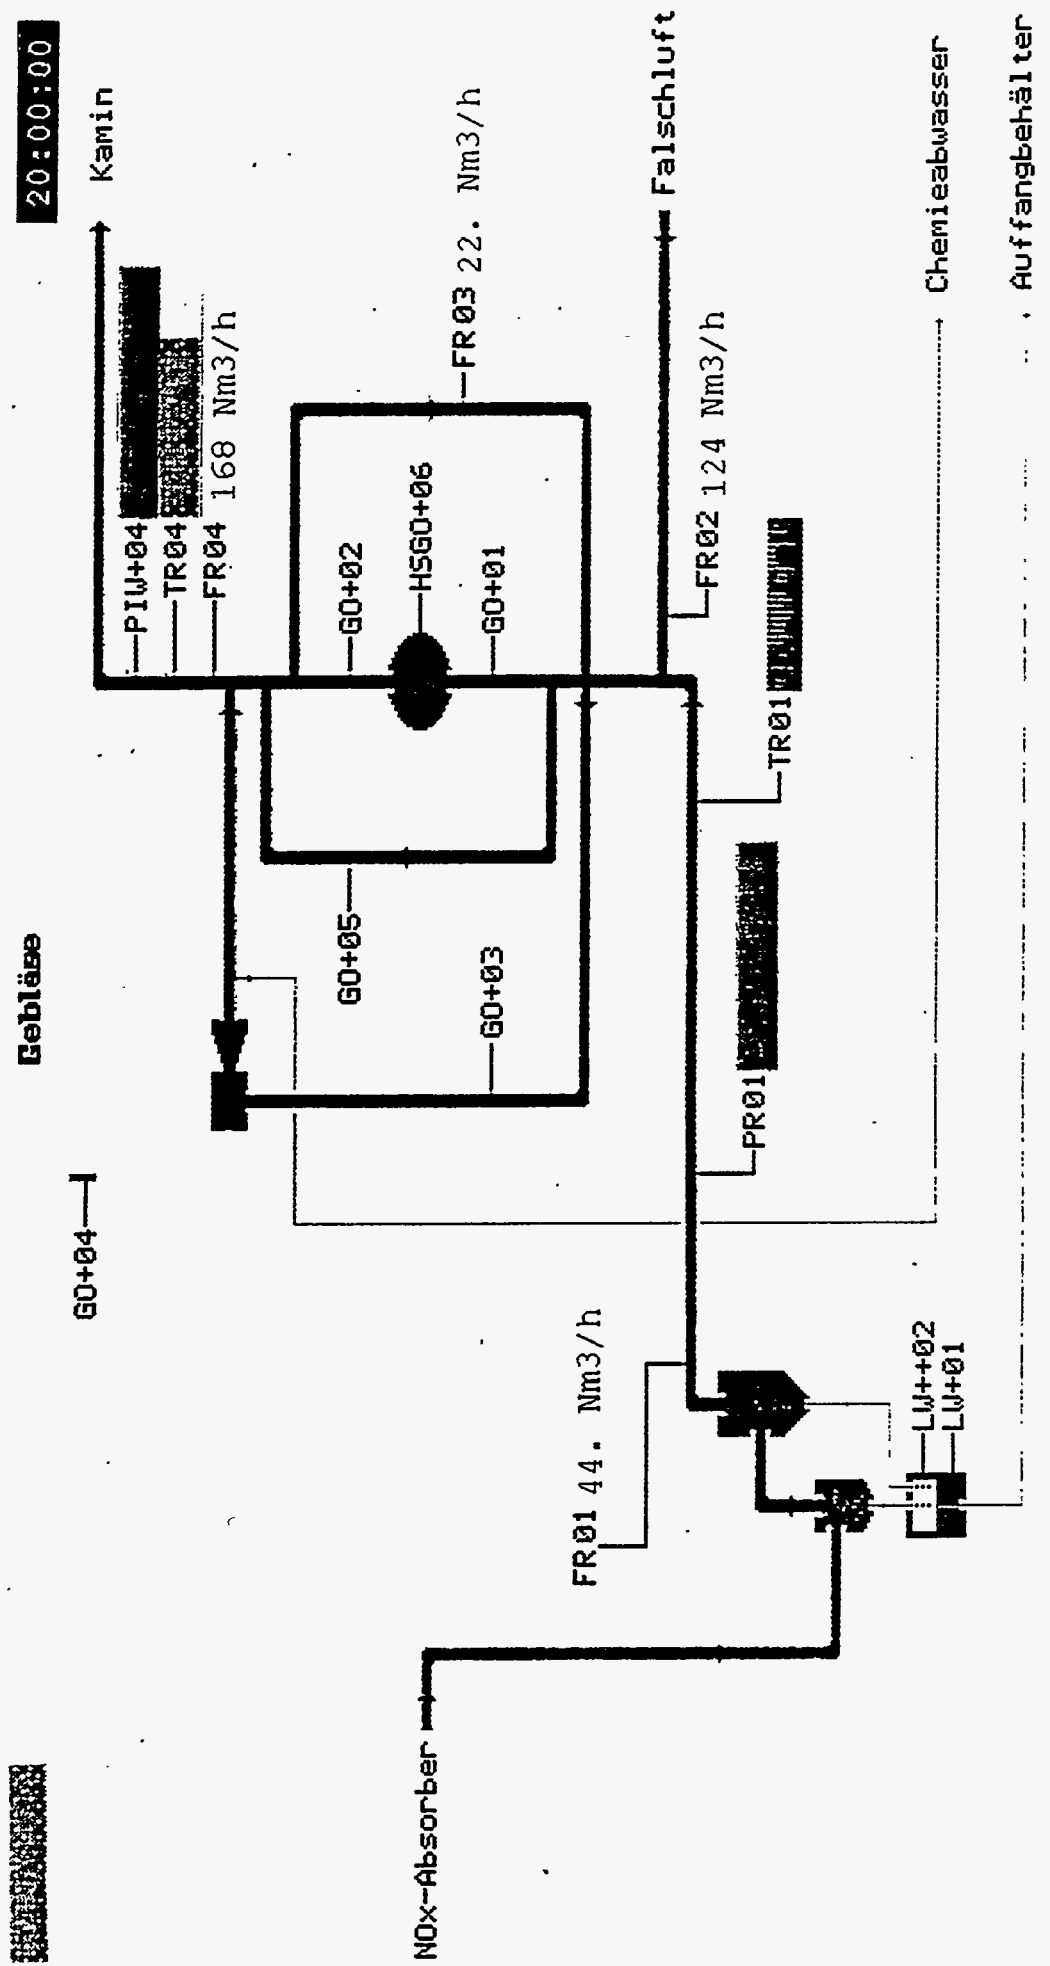 Gebläse
20:00:00
GO+04
Kamin
PIW+04
TR04
FR04 168 Nm3/h
GO+05
GO+02
FR03 22. Nm3/h
NOx-Absorber
HSGO+06
GO+03
GO+01
FR01 44. Nm3/h
Falschluft
FR02 124 Nm3/h
PR01
TR01
LW++02
LW+01
Chemieabwasser
Auffangbehälter